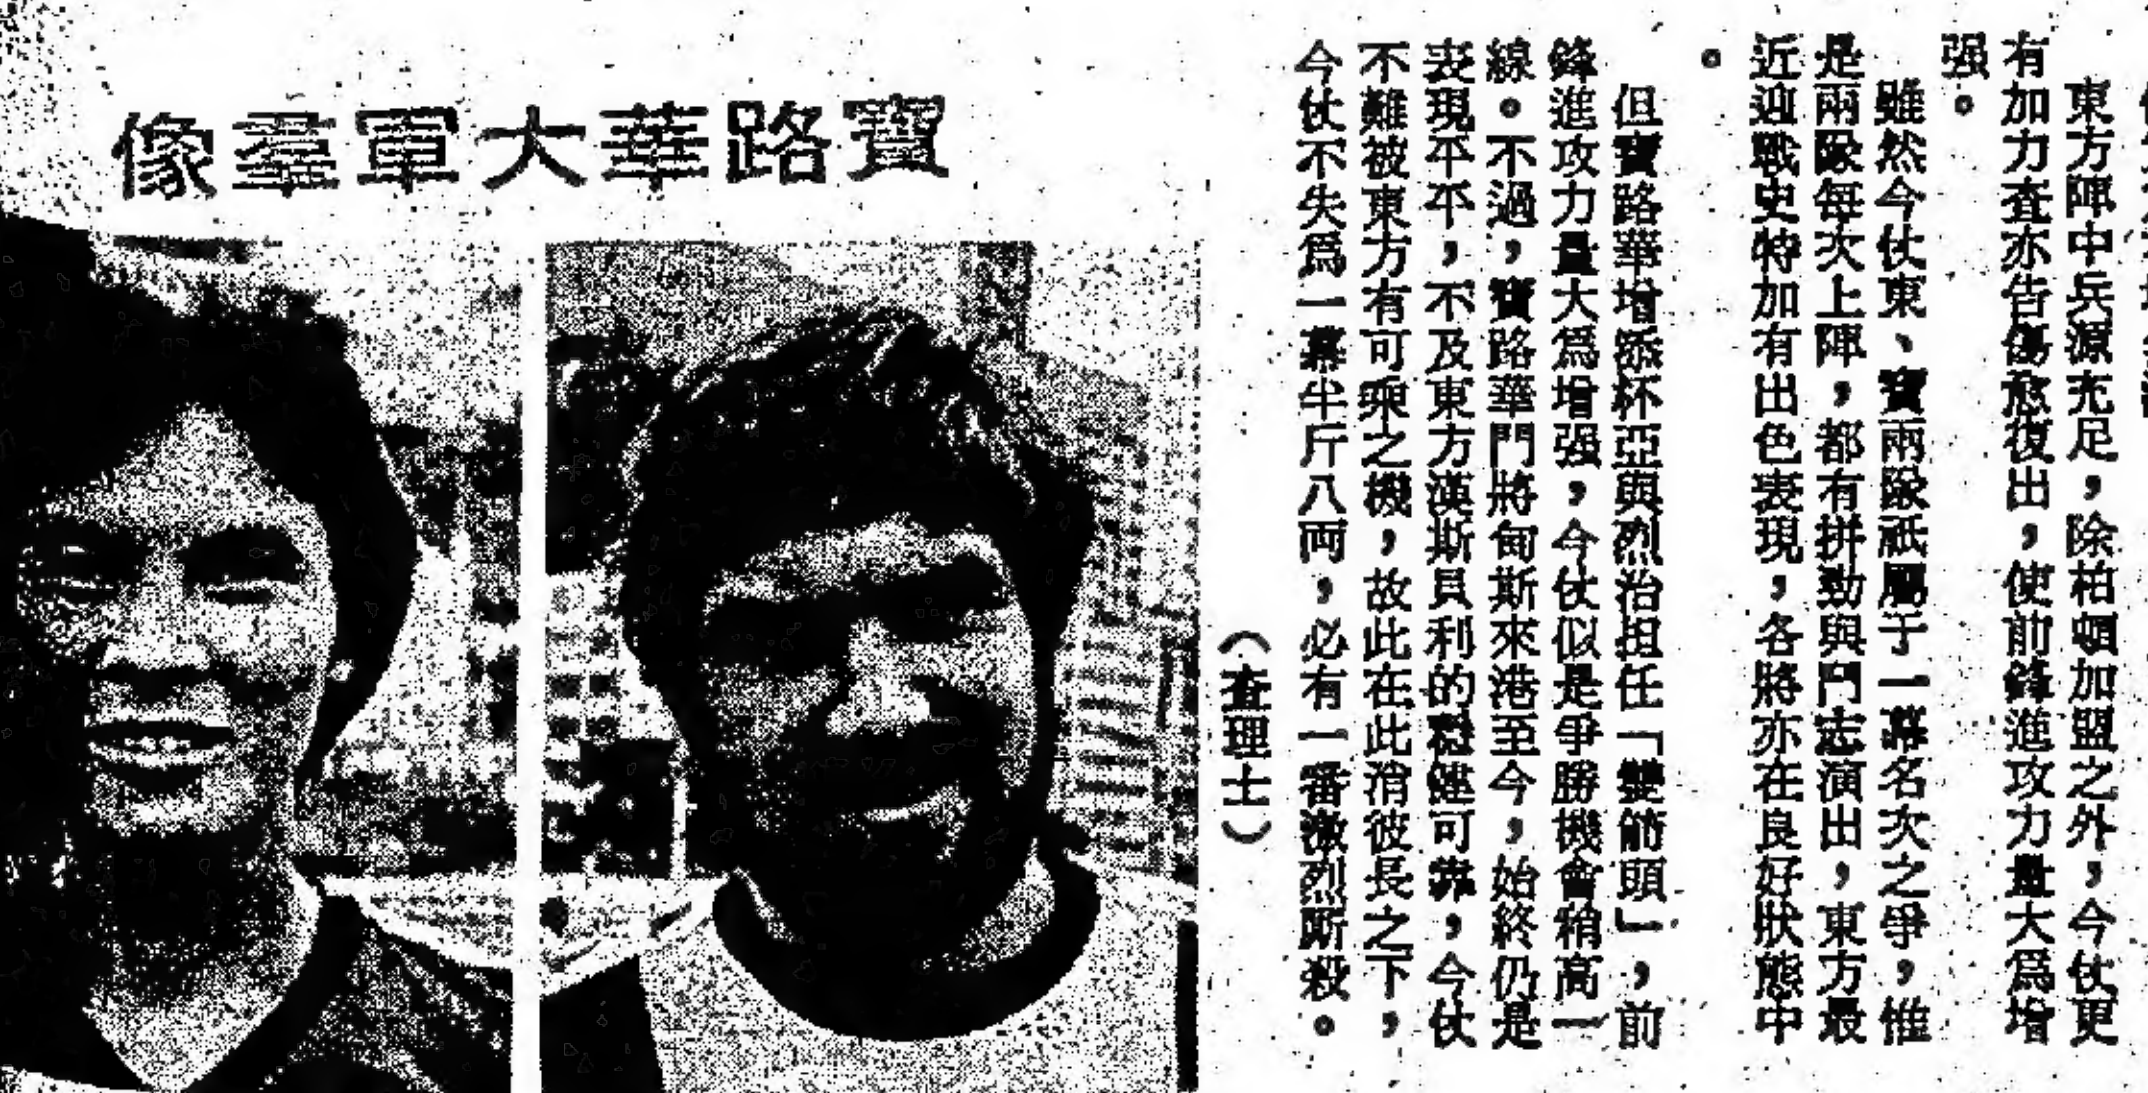 東方陣中兵源充足，除柏頓加盟之外，今仗更
有加力查亦告傷愈復出，使前鋒進攻力量大爲增
强。
雖然今仗東、寶兩隊祇屬于一幕名次之爭，惟
是兩隊每次上陣，都有拼勁與鬥志演出，東方最
近迎戰史特加有出色表現，各將亦在良好狀態中
。
但寶路華增添杯亞與烈治担任「雙箭頭」，前
鋒進攻力量大爲增强，今仗似是爭勝機會稍高一
線。不過，寶路華門將甸斯來港至今，始終仍是
表現平平，不及東方漢斯貝利的穩健可靠，今仗
不難被東方有可乘之機，故此在此消彼長之下，
今仗不失爲一幕半斤八両，必有一番激烈厮殺。
（査理士）
寶路華大軍羣像